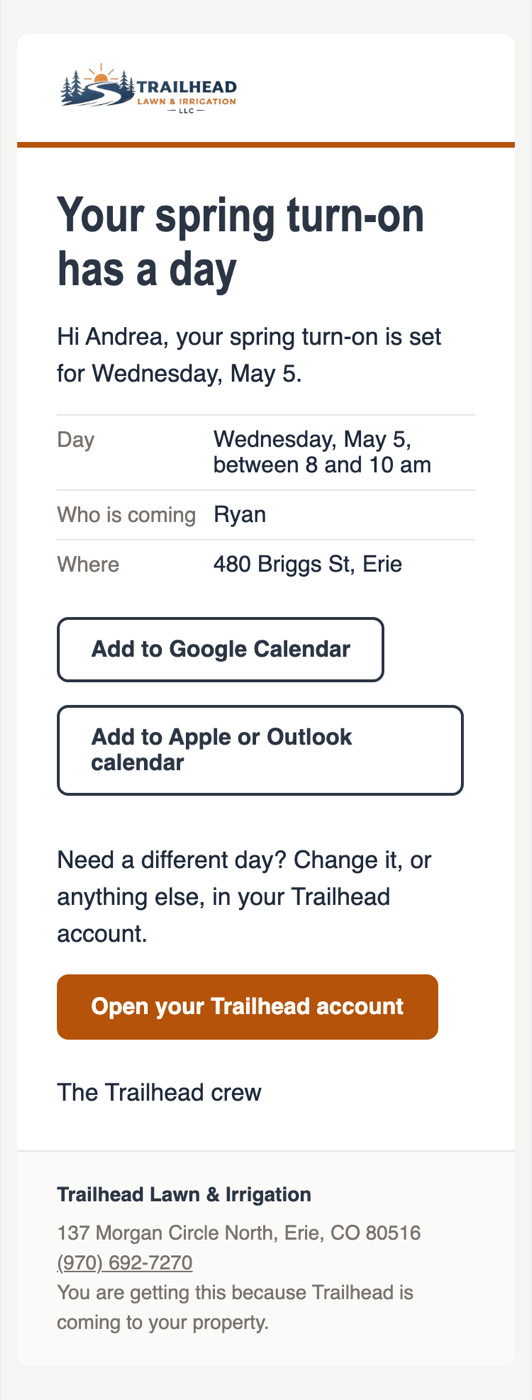 TRAILHEAD
LAWN & IRRIGATION
LLC
Your spring turn-on
has a day
Hi Andrea, your spring turn-on is set
for Wednesday, May 5.
Day
Wednesday, May 5,
between 8 and 10 am
Who is coming
Ryan
Where
480 Briggs St, Erie
Add to Google Calendar
Add to Apple or Outlook
calendar
Need a different day? Change it, or
anything else, in your Trailhead
account.
Open your Trailhead account
The Trailhead crew
Trailhead Lawn & Irrigation
137 Morgan Circle North, Erie, CO 80516
(970) 692-7270
You are getting this because Trailhead is
coming to your property.